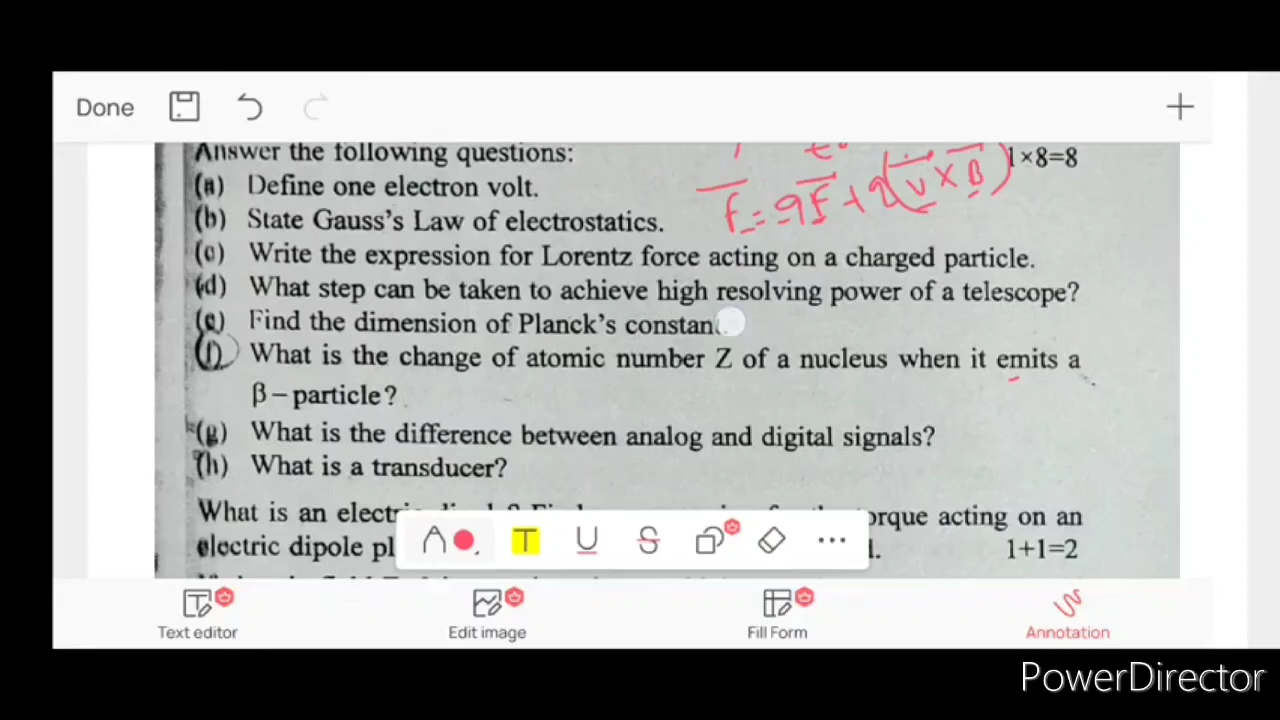 Done
Answer the following questions:
1×8=8
F = qE + q(V × B)
(a) Define one electron volt.
(b) State Gauss's Law of electrostatics.
(c) Write the expression for Lorentz force acting on a charged particle.
(d) What step can be taken to achieve high resolving power of a telescope?
(e) Find the dimension of Planck's constant
(f) What is the change of atomic number Z of a nucleus when it emits a
β – particle?
(g) What is the difference between analog and digital signals?
(h) What is a transducer?
What is an torque acting on an
electric dipole 1+1=2
T U S
Text editor Edit image Fill Form Annotation
PowerDirector